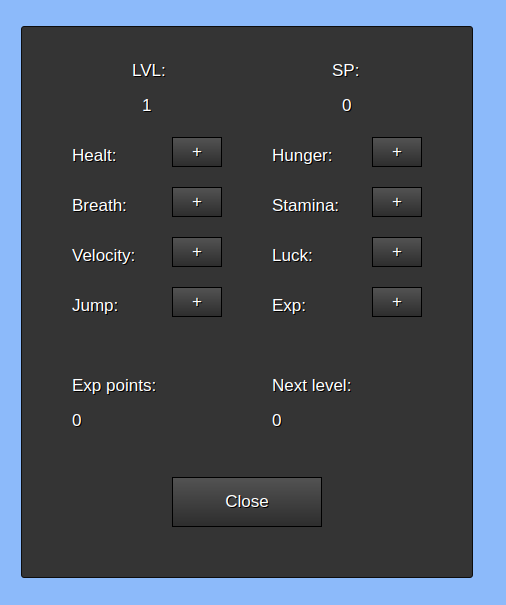 LVL: SP:
1 0
Healt: + Hunger: +
Breath: + Stamina: +
Velocity: + Luck: +
Jump: + Exp: +
Exp points: Next level:
0 0
Close